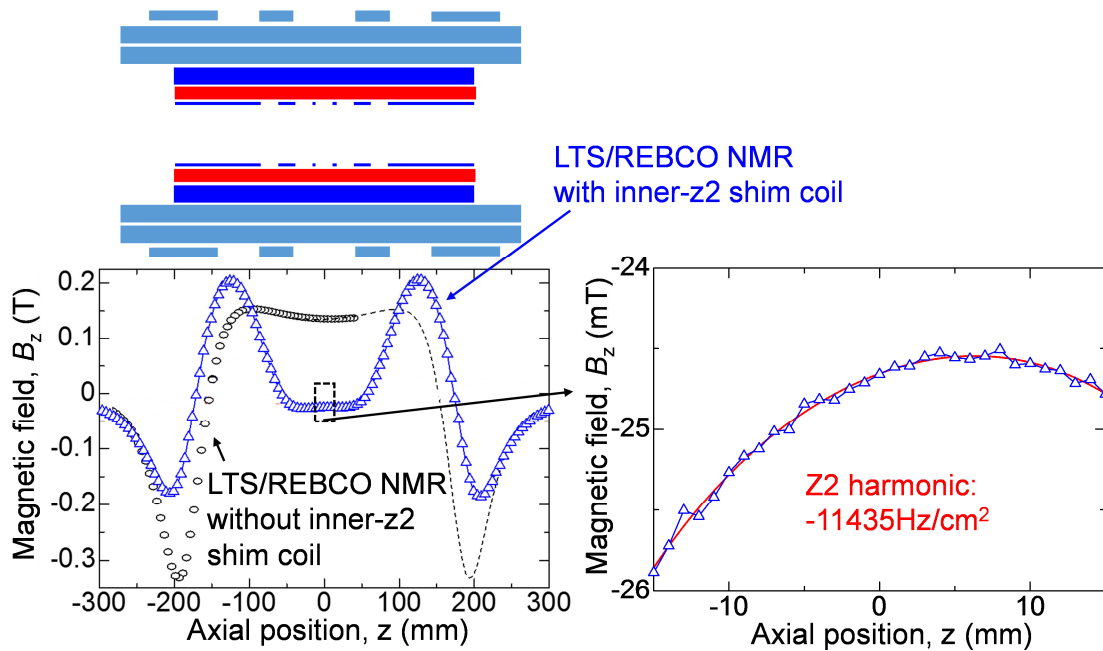 LTS/REBCO NMR
with inner-z2 shim coil
0.2
0.1
0
-0.1
-0.2
-0.3
Magnetic field, Bz (T)
LTS/REBCO NMR
without inner-z2
shim coil
-300 -200 -100 0 100 200 300
Axial position, z (mm)
-24
-25
-26
Magnetic field, Bz (mT)
Z2 harmonic:
-11435Hz/cm²
-10 0 10
Axial position, z (mm)